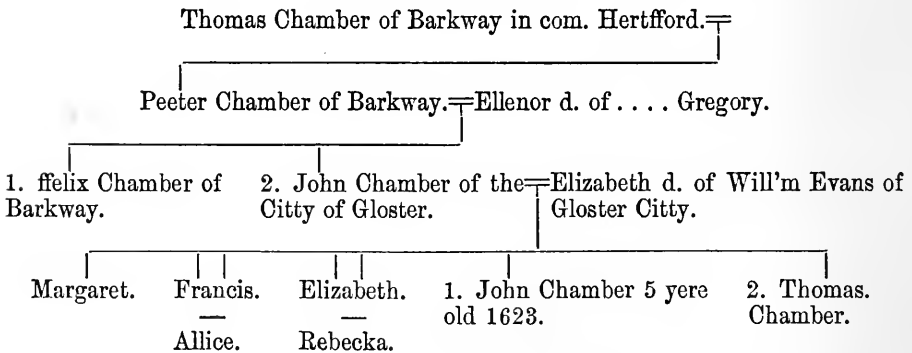 Thomas Chamber of Barkway in com. Hertfford.
Peeter Chamber of Barkway. Ellenor d. of . . . . Gregory.
1. ffelix Chamber of
Barkway.
2. John Chamber of the
Citty of Gloster.
Elizabeth d. of Will'm Evans of
Gloster Citty.
Margaret.
Francis.
Allice.
Elizabeth.
Rebecka.
1. John Chamber 5 yere
old 1623.
2. Thomas.
Chamber.